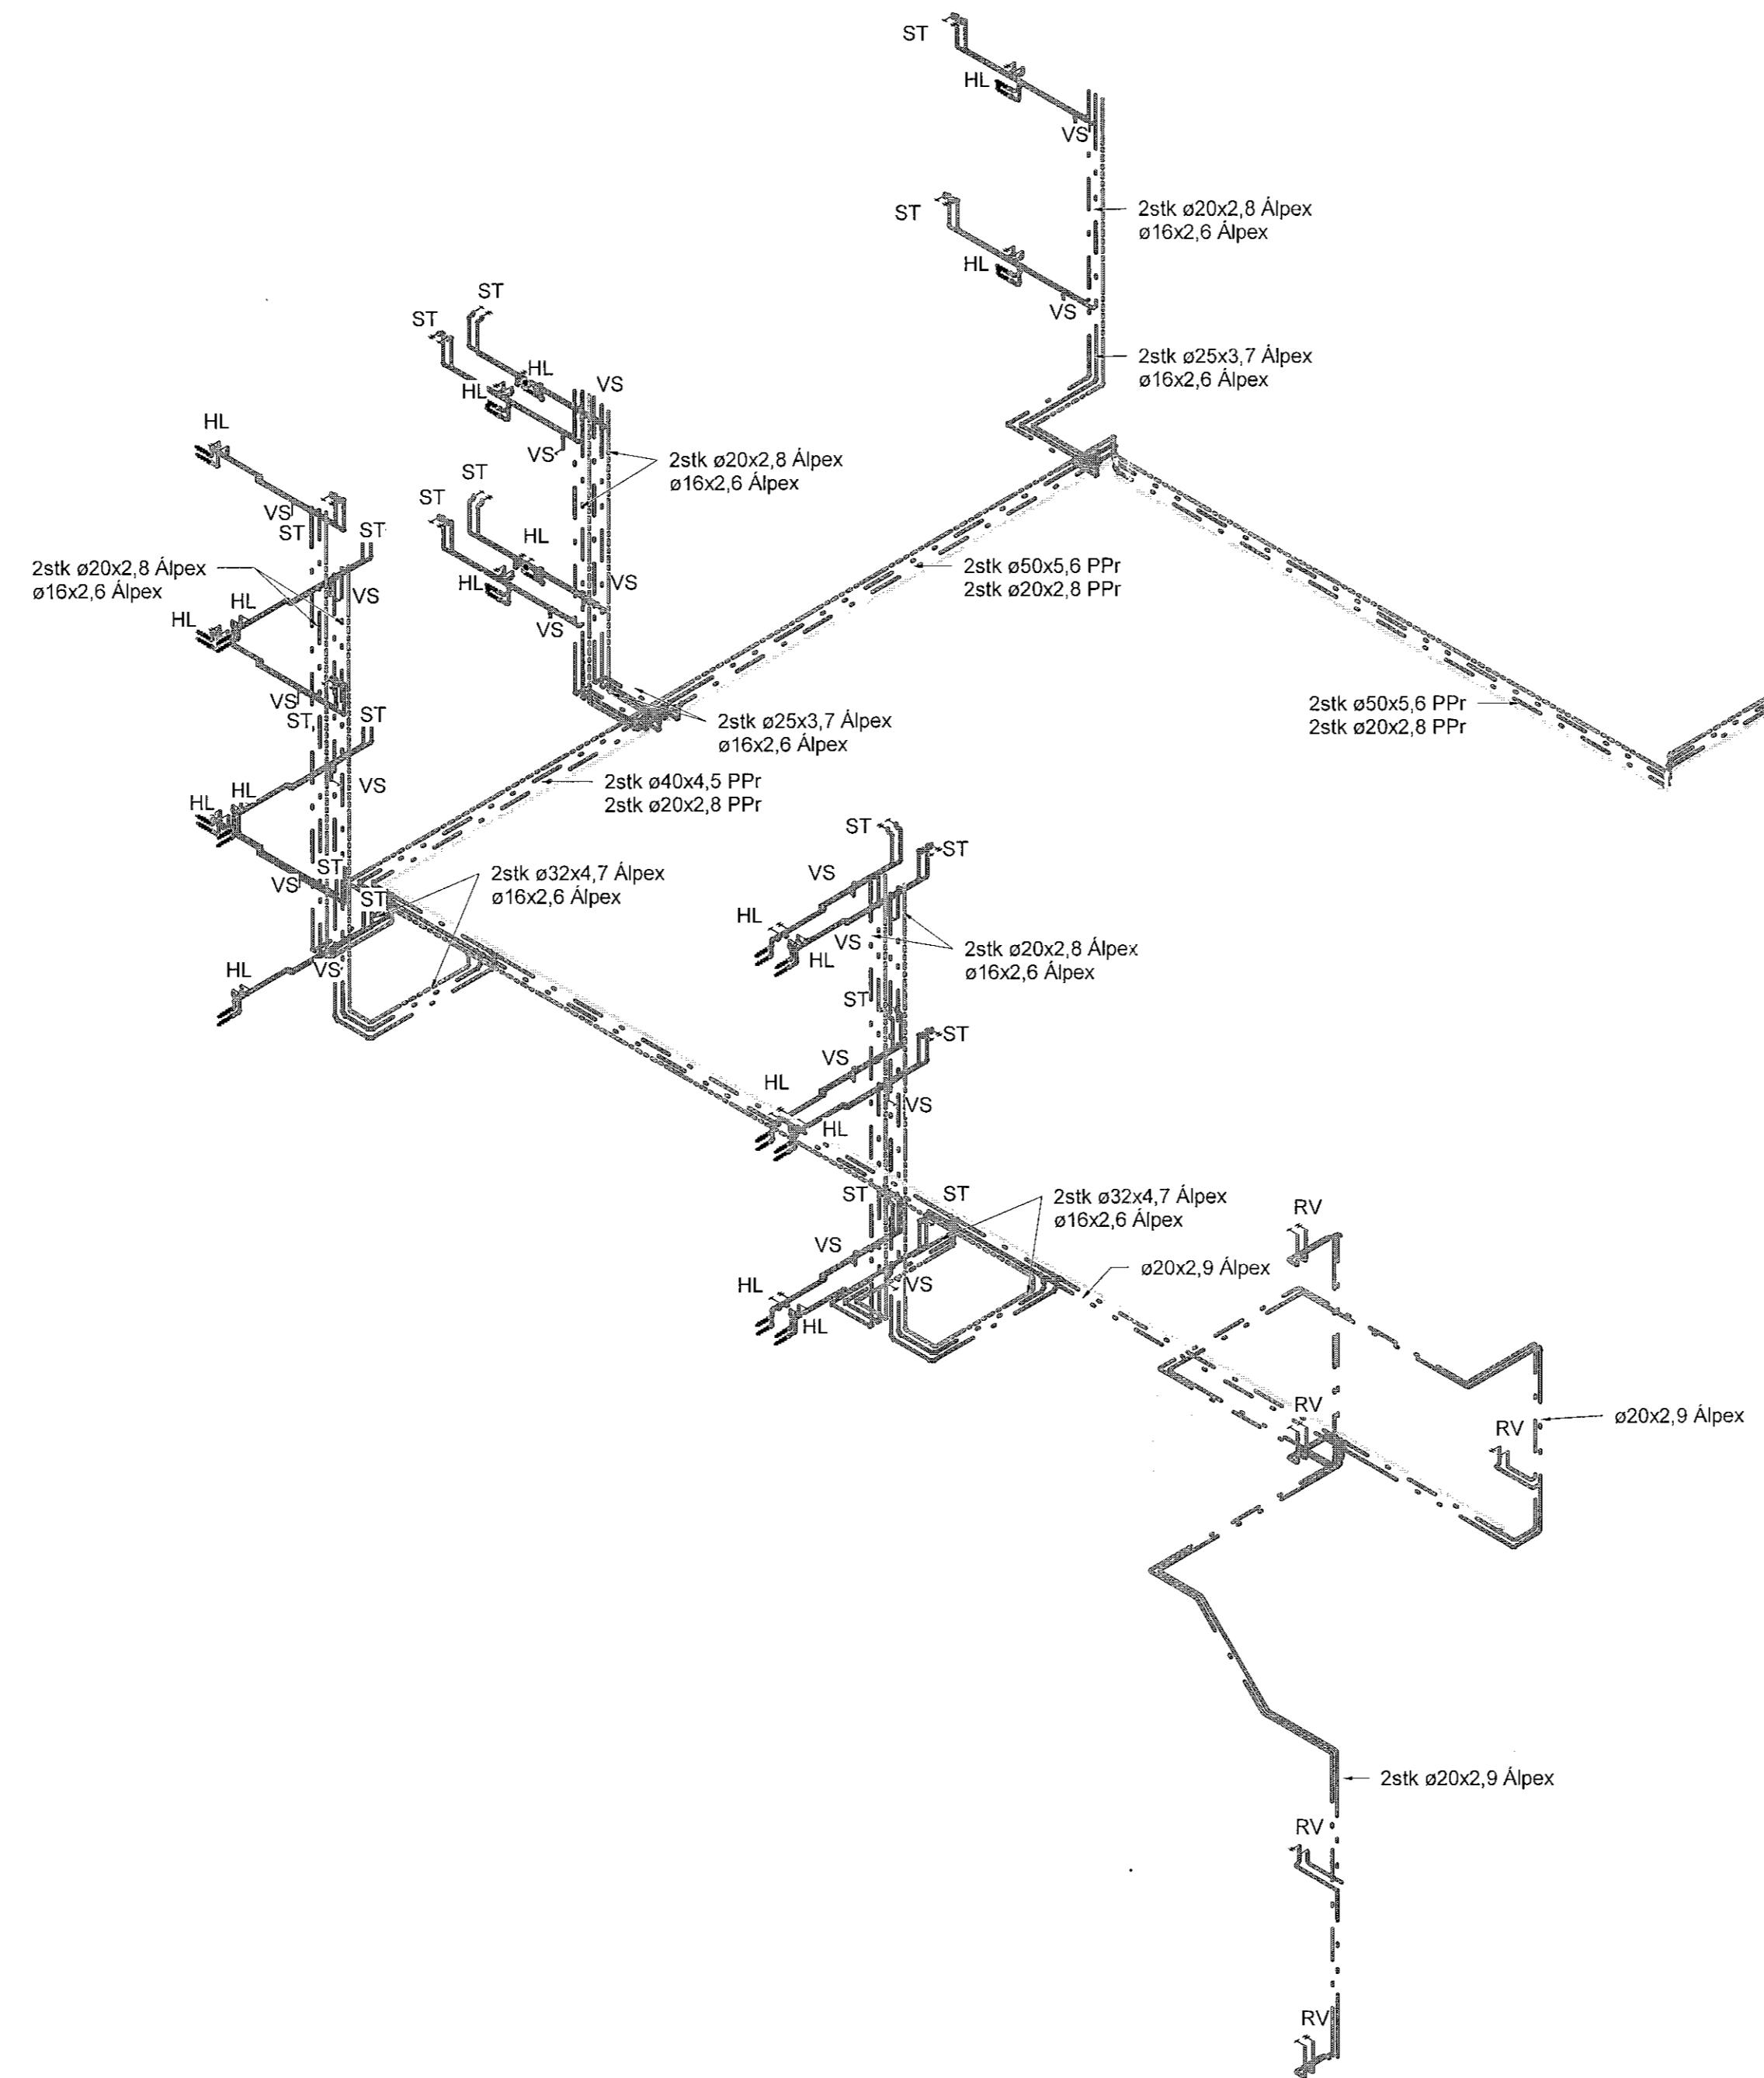 ST
HL
VS
ST
2stk ø20x2,8 Álpex
ø16x2,6 Álpex
HL
VS
ST
ST
2stk ø25x3,7 Álpex
ø16x2,6 Álpex
HL
HL
VS
HL
VS
2stk ø20x2,8 Álpex
ø16x2,6 Álpex
ST
ST
VS
ST
ST
HL
2stk ø20x2,8 Álpex
ø16x2,6 Álpex
2stk ø50x5,6 PPr
2stk ø20x2,8 PPr
HL
VS
VS
HL
HL
VS
VS
ST
ST
2stk ø25x3,7 Álpex
ø16x2,6 Álpex
2stk ø50x5,6 PPr
2stk ø20x2,8 PPr
2stk ø40x4,5 PPr
2stk ø20x2,8 PPr
VS
HL
HL
ST
ST
ST
VS
VS
2stk ø32x4,7 Álpex
ø16x2,6 Álpex
ST
HL
VS
HL
VS
HL
2stk ø20x2,8 Álpex
ø16x2,6 Álpex
VS
ST
ST
VS
HL
VS
HL
ST
ST
2stk ø32x4,7 Álpex
ø16x2,6 Álpex
RV
VS
ø20x2,9 Álpex
HL
VS
HL
RV
ø20x2,9 Álpex
RV
2stk ø20x2,9 Álpex
RV
RV